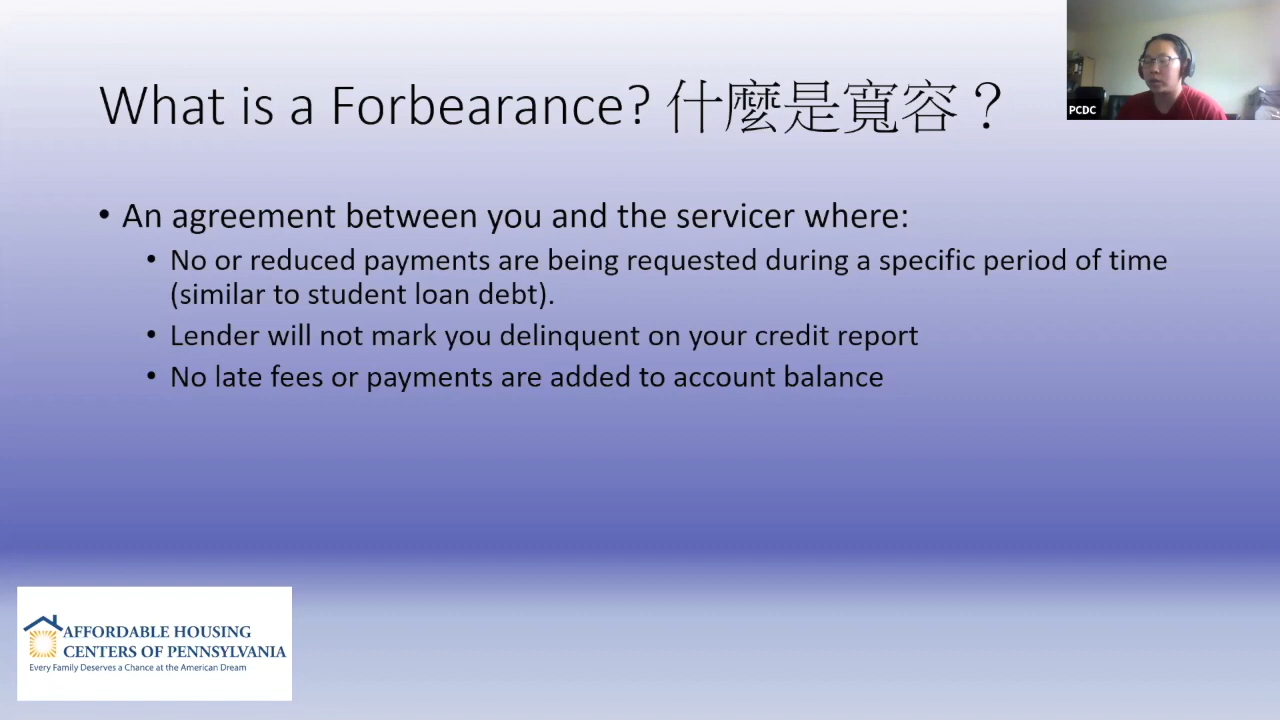 What is a Forbearance? 什麼是寬容？
PCDC
• An agreement between you and the servicer where:
• No or reduced payments are being requested during a specific period of time
(similar to student loan debt).
• Lender will not mark you delinquent on your credit report
• No late fees or payments are added to account balance
AFFORDABLE HOUSING
CENTERS OF PENNSYLVANIA
Every Family Deserves a Chance at the American Dream